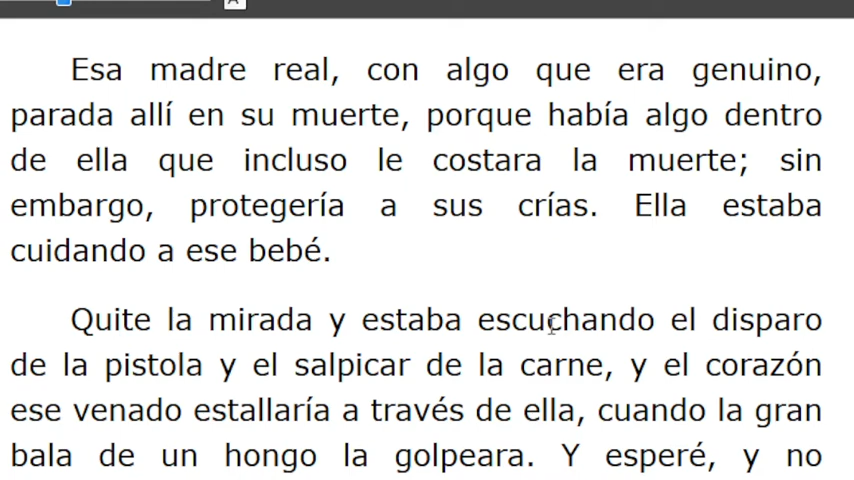 A
Esa madre real, con algo que era genuino,
parada allí en su muerte, porque había algo dentro
de ella que incluso le costara la muerte; sin
embargo, protegería a sus crías. Ella estaba
cuidando a ese bebé.
Quite la mirada y estaba escuchando el disparo
de la pistola y el salpicar de la carne, y el corazón
ese venado estallaría a través de ella, cuando la gran
bala de un hongo la golpeara. Y esperé, y no